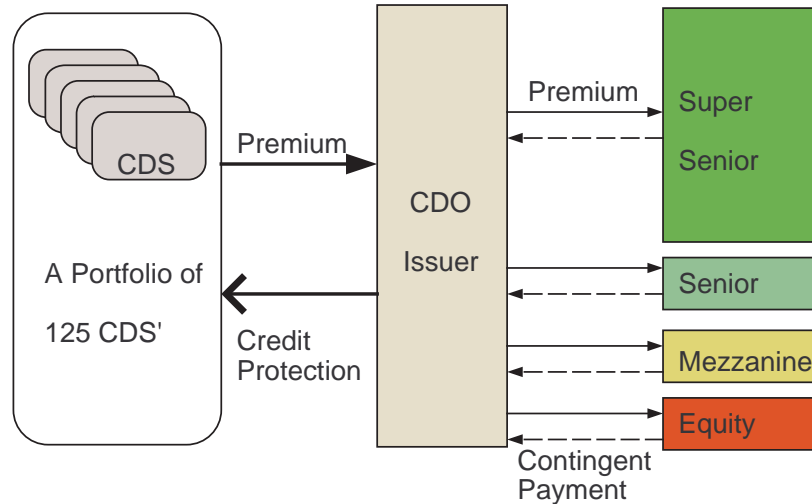 CDS
A Portfolio of
125 CDS'
Premium
Credit
Protection
CDO
Issuer
Premium
Contingent
Payment
Super
Senior
Senior
Mezzanine
Equity